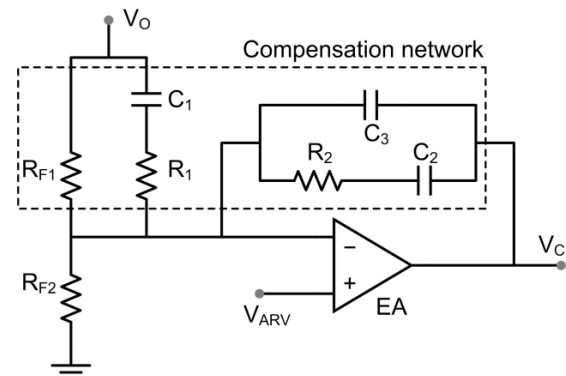 V_O
Compensation network
C_1
C_3
R_F1
R_1
R_2
C_2
−
V_C
R_F2
+
EA
V_ARV